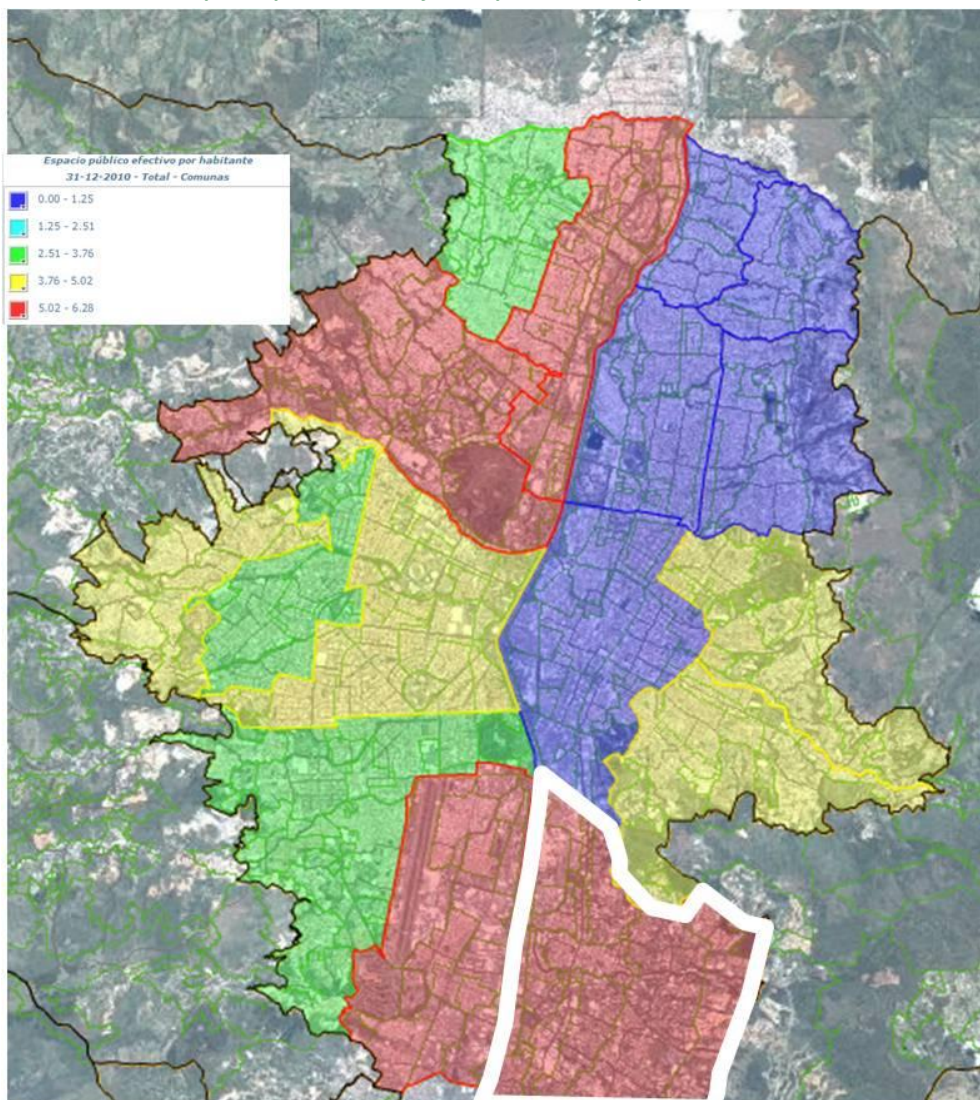 Espacio público efectivo por habitante
31-12-2010 - Total - Comunas
0.00 - 1.25
1.25 - 2.51
2.51 - 3.76
3.76 - 5.02
5.02 - 6.28